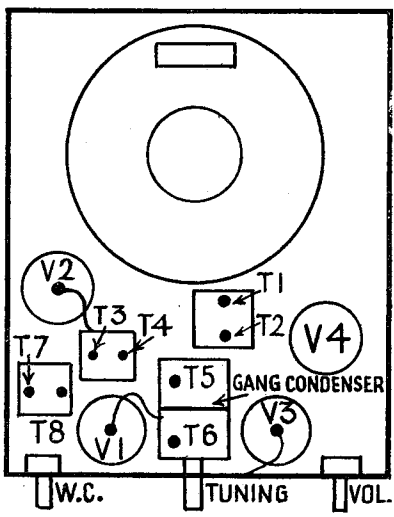 V2
T1
T3
T4
T2
V4
T7
T5
GANG CONDENSER
T8
V1
T6
V3
W.C.
TUNING
VOL.